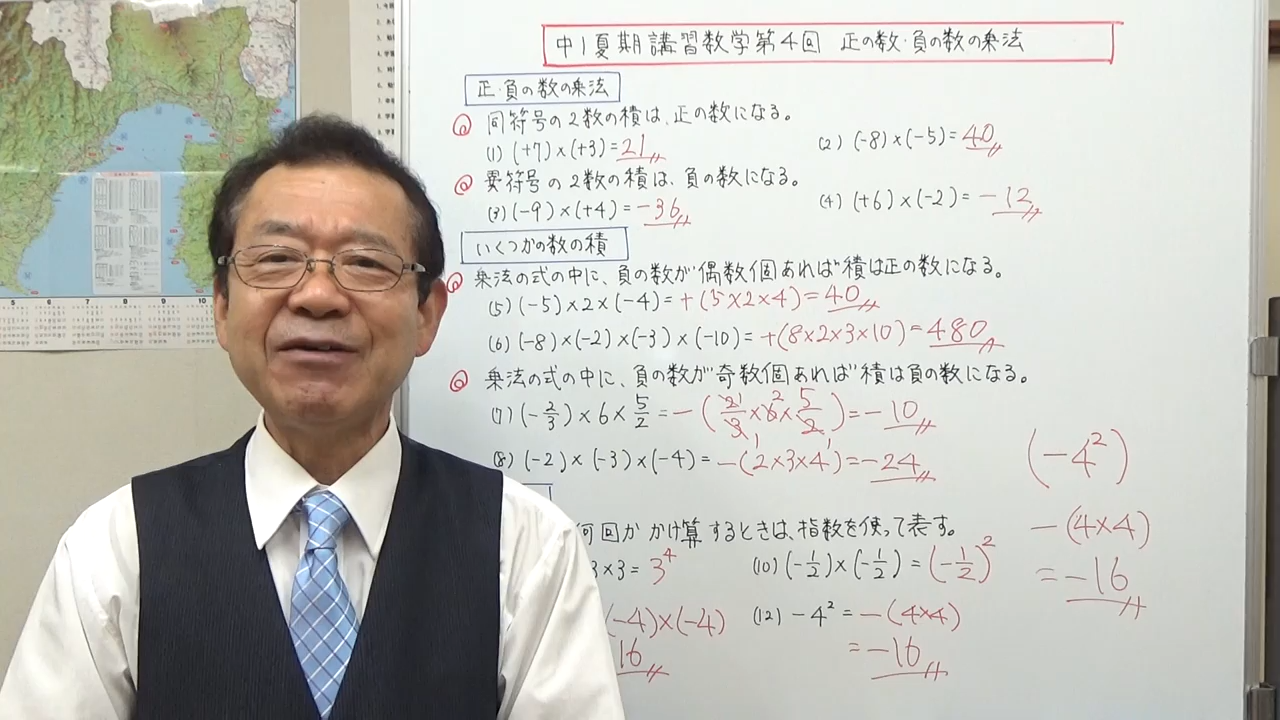 中1夏期講習数学第4回 正の数・負の数の乗法
正・負の数の乗法
同符号の2数の積は、正の数になる。
(1) (+7)×(+3)=21
(2) (-8)×(-5)=40
異符号の2数の積は、負の数になる。
(3) (-9)×(+4)=-36
(4) (+6)×(-2)=-12
いくつかの数の積
乗法の式の中に、負の数が偶数個あれば積は正の数になる。
(5) (-5)×2×(-4)=+(5×2×4)=40
(6) (-8)×(-2)×(-3)×(-10)=+(8×2×3×10)=480
乗法の式の中に、負の数が奇数個あれば積は負の数になる。
(7) (-2/3)×6×5/2=-(2/3×6×5/2)=-10
(8) (-2)×(-3)×(-4)=-(2×3×4)=-24
何回かかけ算するときは、指数を使って表す。
3×3=3⁴
(10) (-1/2)×(-1/2)=(-1/2)²
(-4)×(-4)
16
(12) -4²=-(4×4)
=-16
(-4²)
-(4×4)
=-16
5 6 7 8 9 10